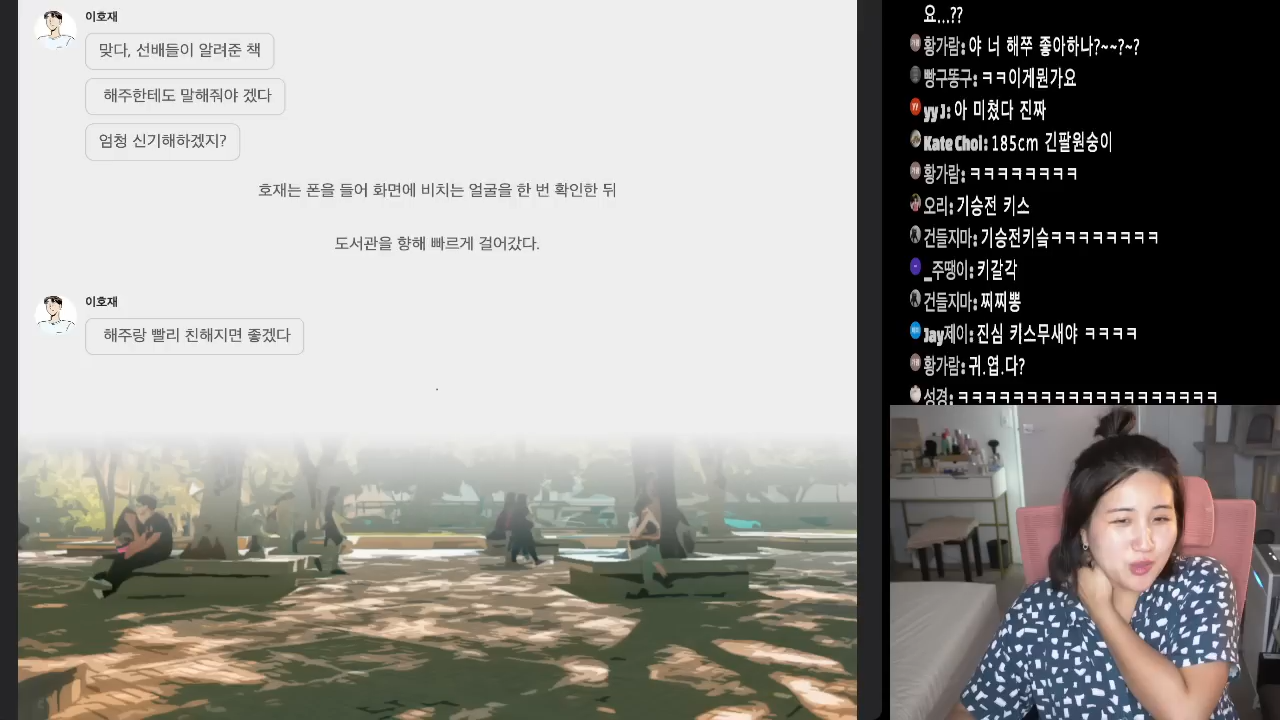 이호재
맞다, 선배들이 알려준 책
해주한테도 말해줘야 겠다
엄청 신기해하겠지?
호재는 폰을 들어 화면에 비치는 얼굴을 한 번 확인한 뒤
도서관을 향해 빠르게 걸어갔다.
이호재
해주랑 빨리 친해지면 좋겠다
.
요...??
황가람: 야 너 해쭈 좋아하나?~~?~?
빵구똥구: ㅋㅋ이게뭔가요
yy J: 아 미쳤다 진짜
Kate Choi: 185cm 긴팔원숭이
황가람: ㅋㅋㅋㅋㅋㅋㅋㅋ
오리: 기승전 키스
건들지마: 기승전키슼ㅋㅋㅋㅋㅋㅋㅋㅋ
_주땡이: 키갈각
건들지마: 찌찌뽕
Jay제이: 진심 키스무새야 ㅋㅋㅋㅋ
황가람: 귀.엽.다?
성경: ㅋㅋㅋㅋㅋㅋㅋㅋㅋㅋㅋㅋㅋㅋㅋㅋㅋㅋㅋ